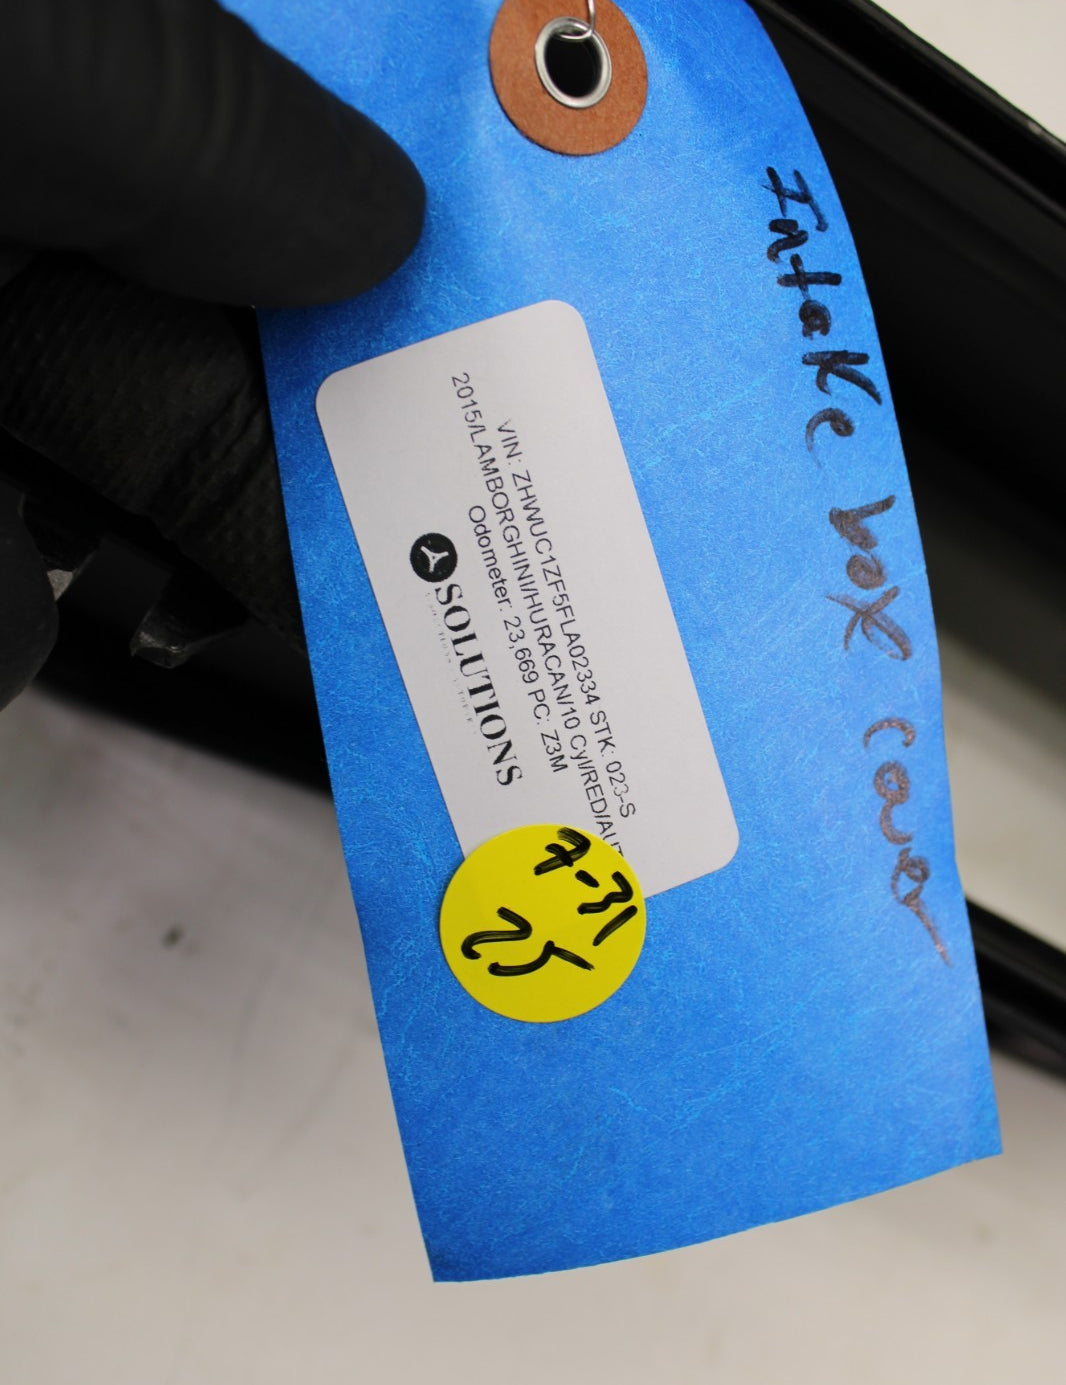 Intake box cover
VIN: ZHWUC1ZF5FLA02334 STK: 023-S
2015/LAMBORGHINI/HURACAN/10 Cyl/RED/AUT
Odometer: 23,669 PC: Z3M
SOLUTIONS
7-31
25